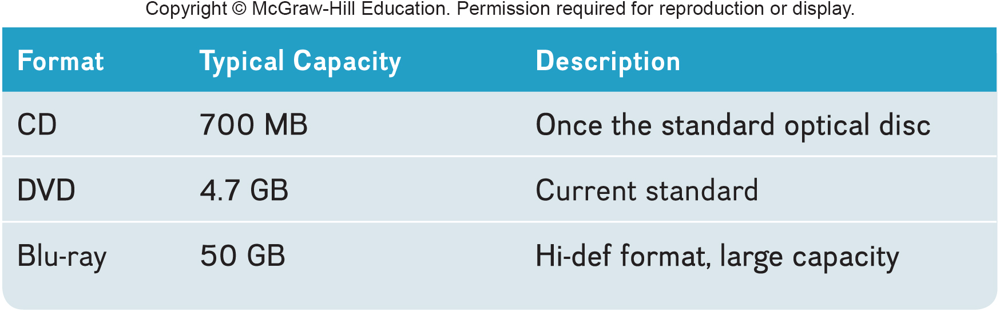 Copyright © McGraw-Hill Education. Permission required for reproduction or display.
Format Typical Capacity Description
CD 700 MB Once the standard optical disc
DVD 4.7 GB Current standard
Blu-ray 50 GB Hi-def format, large capacity